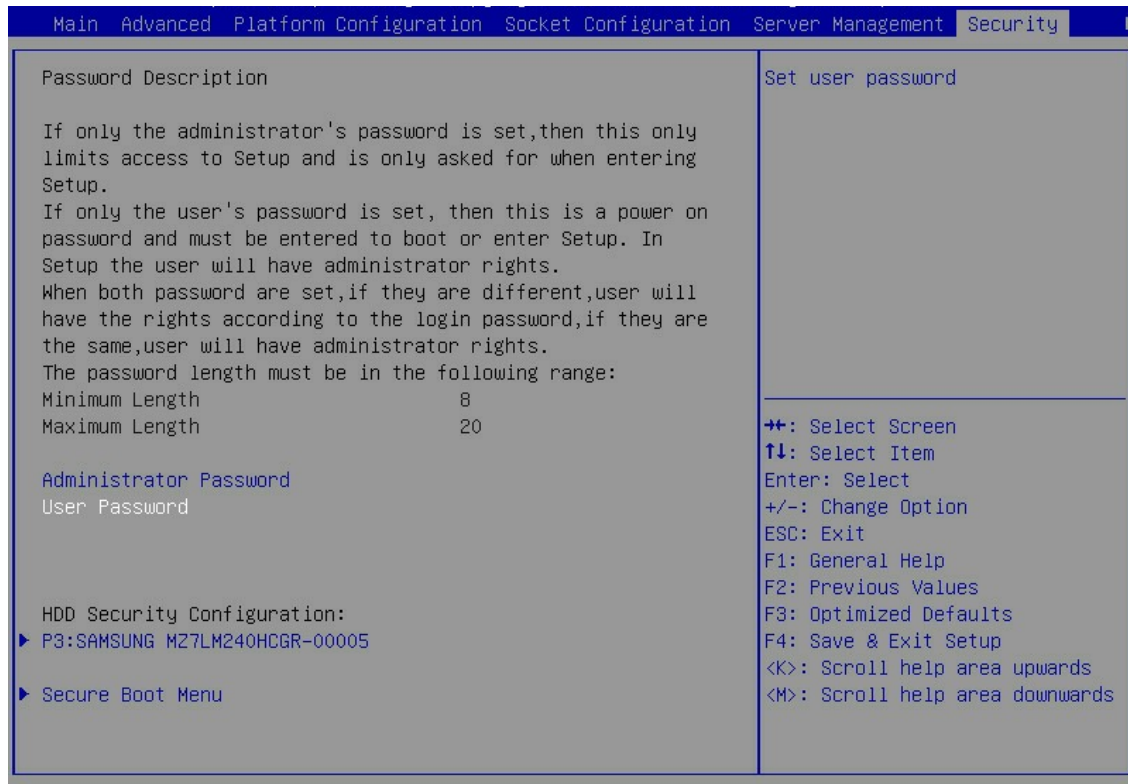 Main Advanced Platform Configuration Socket Configuration Server Management Security
Password Description
If only the administrator's password is set,then this only
limits access to Setup and is only asked for when entering
Setup.
If only the user's password is set, then this is a power on
password and must be entered to boot or enter Setup. In
Setup the user will have administrator rights.
When both password are set,if they are different,user will
have the rights according to the login password,if they are
the same,user will have administrator rights.
The password length must be in the following range:
Minimum Length 8
Maximum Length 20
Administrator Password
User Password
HDD Security Configuration:
P3:SAMSUNG MZ7LM240HCGR-00005
Secure Boot Menu
Set user password
→←: Select Screen
↑↓: Select Item
Enter: Select
+/-: Change Option
ESC: Exit
F1: General Help
F2: Previous Values
F3: Optimized Defaults
F4: Save & Exit Setup
<K>: Scroll help area upwards
<M>: Scroll help area downwards